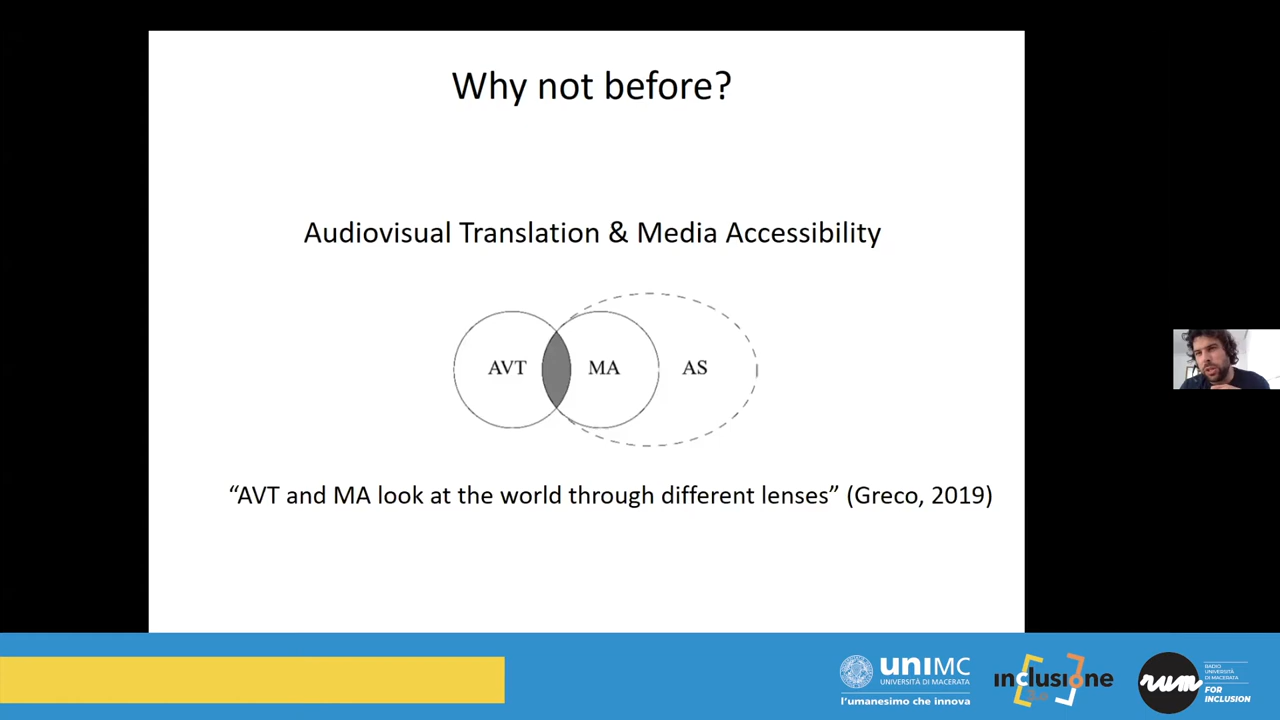 Why not before?
Audiovisual Translation & Media Accessibility
AVT
MA
AS
“AVT and MA look at the world through different lenses” (Greco, 2019)
unimc
UNIVERSITÀ DI MACERATA
l'umanesimo che innova
inclusione
rum
RADIO
UNIVERSITÀ
DI MACERATA
FOR
INCLUSION